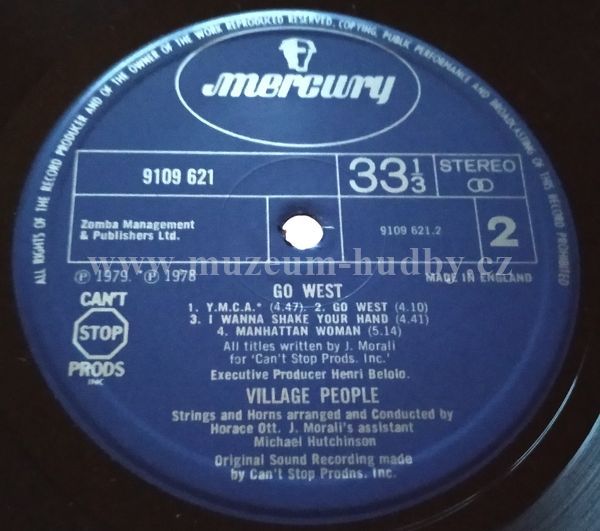 ALL RIGHTS OF THE RECORD PRODUCER AND OF THE OWNER OF THE WORK REPRODUCED RESERVED. COPYING, PUBLIC PERFORMANCE AND BROADCASTING OF THIS RECORD PROHIBITED
mercury
9109 621
33 1/3
STEREO
Zomba Management
& Publishers Ltd.
9109 621.2
2
℗ 1979. * ℗ 1978
MADE IN ENGLAND
www.muzeum-hudby.cz
CAN'T
STOP
PRODS
INC
GO WEST
1. Y.M.C.A.* (4.47). 2. GO WEST (4.10)
3. I WANNA SHAKE YOUR HAND (4.41)
4. MANHATTAN WOMAN (5.14)
All titles written by J. Morali
for 'Can't Stop Prods. Inc.'
Executive Producer Henri Belolo.
VILLAGE PEOPLE
Strings and Horns arranged and Conducted by
Horace Ott. J. Morali's assistant
Michael Hutchinson
Original Sound Recording made
by Can't Stop Prodns. Inc.